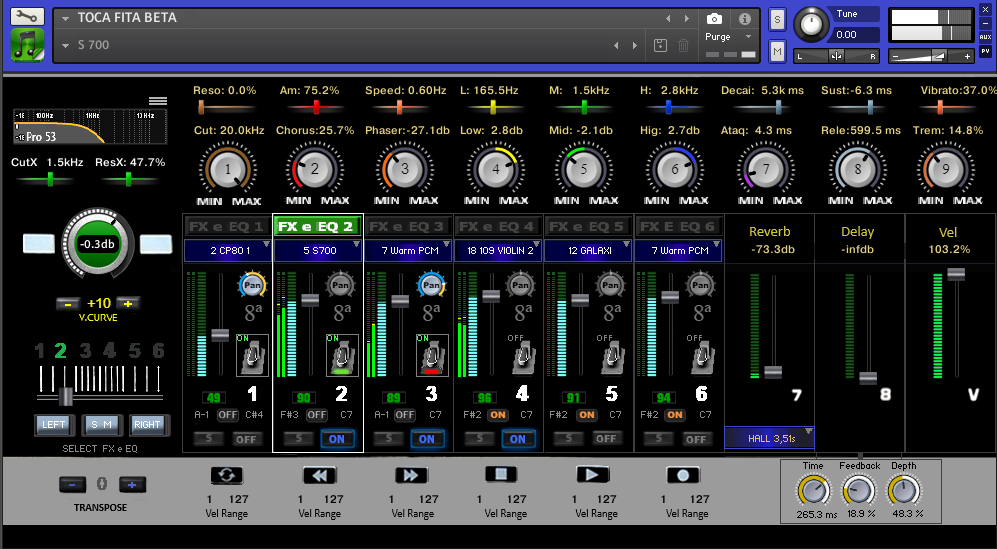 TOCA FITA BETA
S 700
Purge
S
M
Tune
0.00
L R
- +
AUX
PV
Reso: 0.0% Am: 75.2% Speed: 0.60Hz L: 165.5Hz M: 1.5kHz H: 2.8kHz Decai: 5.3k ms Sust:-6.3 ms Vibrato:37.0%
Cut: 20.0kHz Chorus:25.7% Phaser:-27.1db Low: 2.8db Mid: -2.1db Hig: 2.7db Ataq: 4.3 ms Rele:599.5 ms Trem: 14.8%
-18 100Hz 1KHz 13KHz
-18 Pro 53
CutX 1.5kHz ResX: 47.7%
1 2 3 4 5 6 7 8 9
MIN MAX MIN MAX MIN MAX MIN MAX MIN MAX MIN MAX MIN MAX MIN MAX MIN MAX
FX e EQ 1 FX e EQ 2 FX e EQ 3 FX e EQ 4 FX e EQ 5 FX E EQ 6
Reverb Delay Vel
-73.3db -infdb 103.2%
2 CP80 1 5 S700 7 Warm PCM 18 109 VIOLIN 2 12 GALAXI 7 Warm PCM
-0.3db
Pan Pan Pan Pan Pan Pan
8a 8a 8a 8a 8a 8a
- +10 +
V.CURVE
ON ON ON OFF OFF OFF
1 2 3 4 5 6
49 1 90 2 89 3 96 4 91 5 94 6 7 8 V
A-1 OFF C#4 F#3 OFF C7 A-1 OFF C7 F#2 ON C7 F#2 ON C7 F#2 ON C7
LEFT S M RIGHT
S OFF S ON S ON S ON S OFF S OFF
HALL 3,51s
SELECT FX e EQ
- 0 +
TRANSPOSE
1 127 1 127 1 127 1 127 1 127 1 127
Vel Range Vel Range Vel Range Vel Range Vel Range Vel Range
Time Feedback Depth
265.3 ms 18.9 % 48.3 %